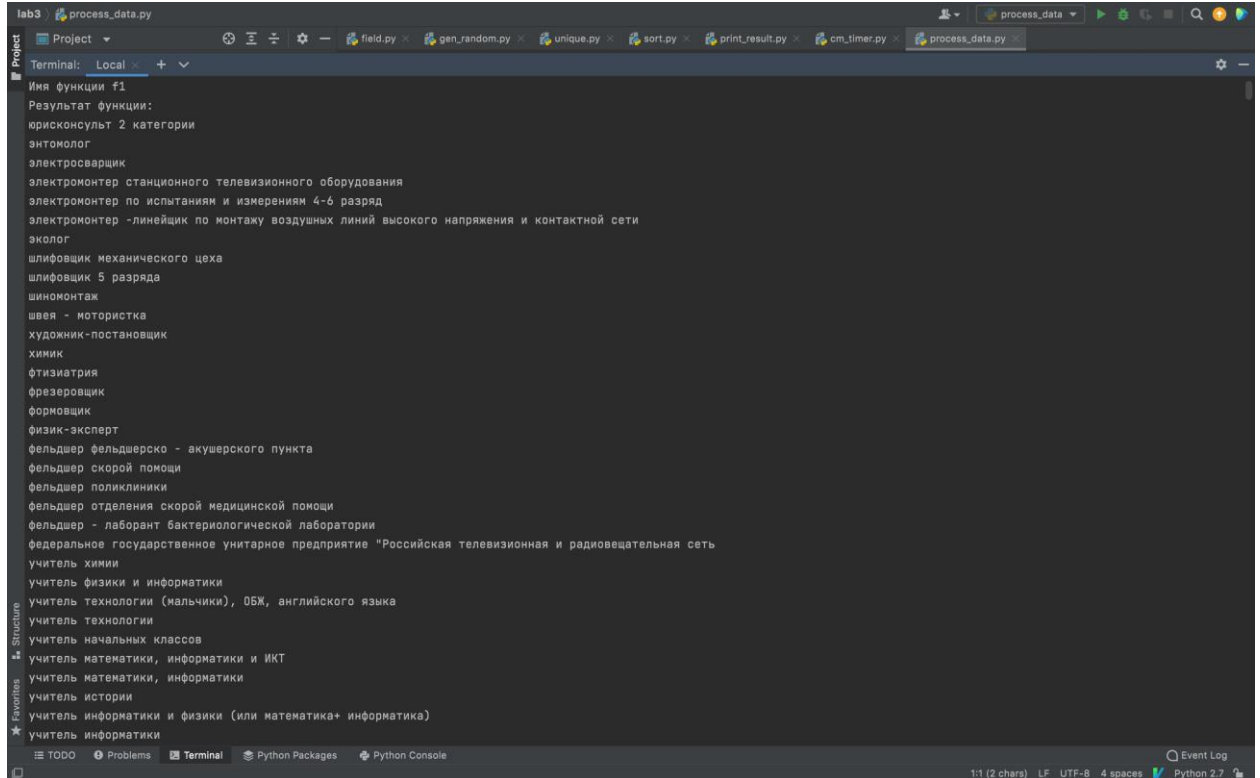 lab3 process_data.py process_data
Project field.py gen_random.py unique.py sort.py print_result.py cm_timer.py process_data.py
Project
Terminal: Local
Имя функции f1
Результат функции:
юрисконсульт 2 категории
энтомолог
электросварщик
электромонтер станционного телевизионного оборудования
электромонтер по испытаниям и измерениям 4-6 разряд
электромонтер -линейщик по монтажу воздушных линий высокого напряжения и контактной сети
эколог
шлифовщик механического цеха
шлифовщик 5 разряда
шиномонтаж
швея - мотористка
художник-постановщик
химик
фтизиатрия
фрезеровщик
формовщик
физик-эксперт
фельдшер фельдшерско - акушерского пункта
фельдшер скорой помощи
фельдшер поликлиники
фельдшер отделения скорой медицинской помощи
фельдшер - лаборант бактериологической лаборатории
федеральное государственное унитарное предприятие "Российская телевизионная и радиовещательная сеть
учитель химии
учитель физики и информатики
учитель технологии (мальчики), ОБЖ, английского языка
учитель технологии
учитель начальных классов
учитель математики, информатики и ИКТ
учитель математики, информатики
учитель истории
учитель информатики и физики (или математика+ информатика)
учитель информатики
Structure
Favorites
TODO Problems Terminal Python Packages Python Console Event Log
1:1 (2 chars) LF UTF-8 4 spaces Python 2.7